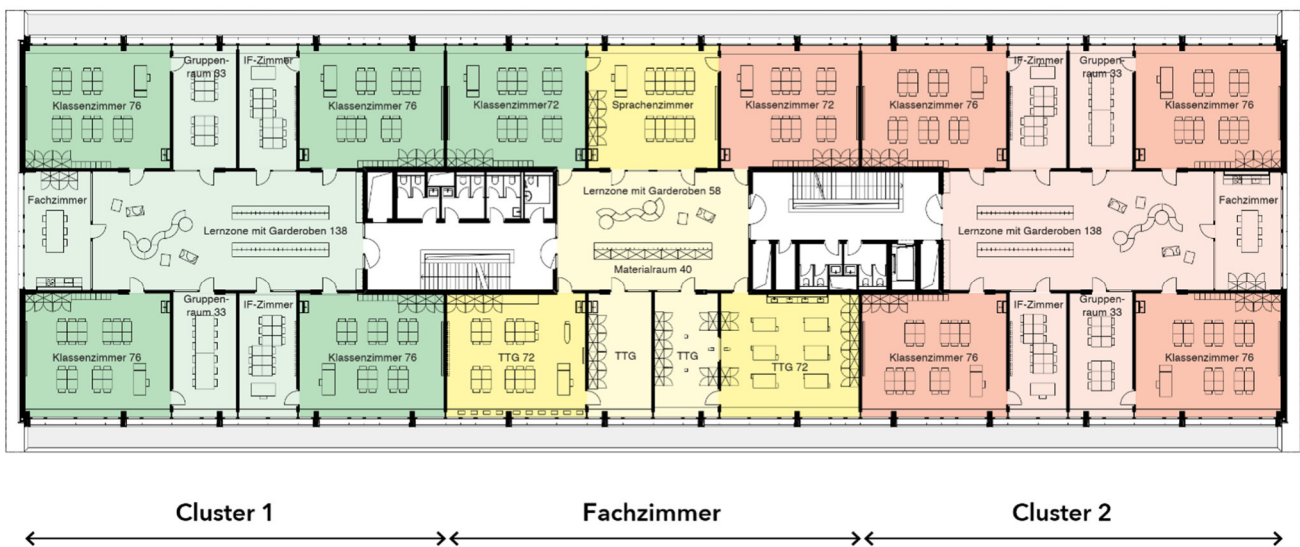 Gruppen-
raum 33
IF-Zimmer
IF-Zimmer
Gruppen-
raum 33
Klassenzimmer 76
Klassenzimmer 76
Klassenzimmer72
Sprachenzimmer
Klassenzimmer 72
Klassenzimmer 76
Klassenzimmer 76
Fachzimmer
Lernzone mit Garderoben 138
Lernzone mit Garderoben 58
Materialraum 40
Lernzone mit Garderoben 138
Fachzimmer
Gruppen-
raum 33
IF-Zimmer
IF-Zimmer
Gruppen-
raum 33
Klassenzimmer 76
Klassenzimmer 76
TTG 72
TTG
TTG
TTG 72
Klassenzimmer 76
Klassenzimmer 76
Cluster 1
Fachzimmer
Cluster 2